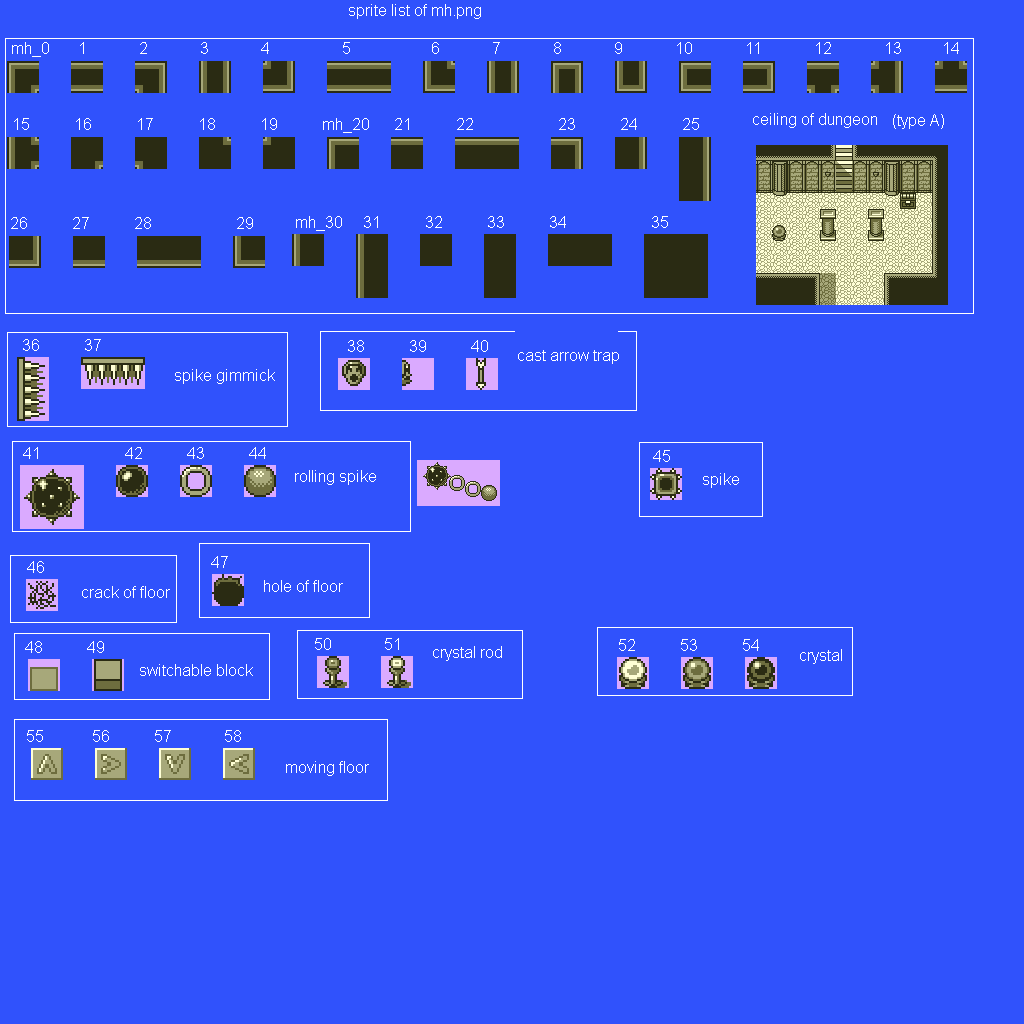 sprite list of mh.png
mh_0 1 2 3 4 5 6 7 8 9 10 11 12 13 14
15 16 17 18 19 mh_20 21 22 23 24 25 ceiling of dungeon (type A)
26 27 28 29 mh_30 31 32 33 34 35
36 37 spike gimmick
38 39 40 cast arrow trap
41 42 43 44 rolling spike
45 spike
46 crack of floor
47 hole of floor
48 49 switchable block
50 51 crystal rod
52 53 54 crystal
55 56 57 58 moving floor